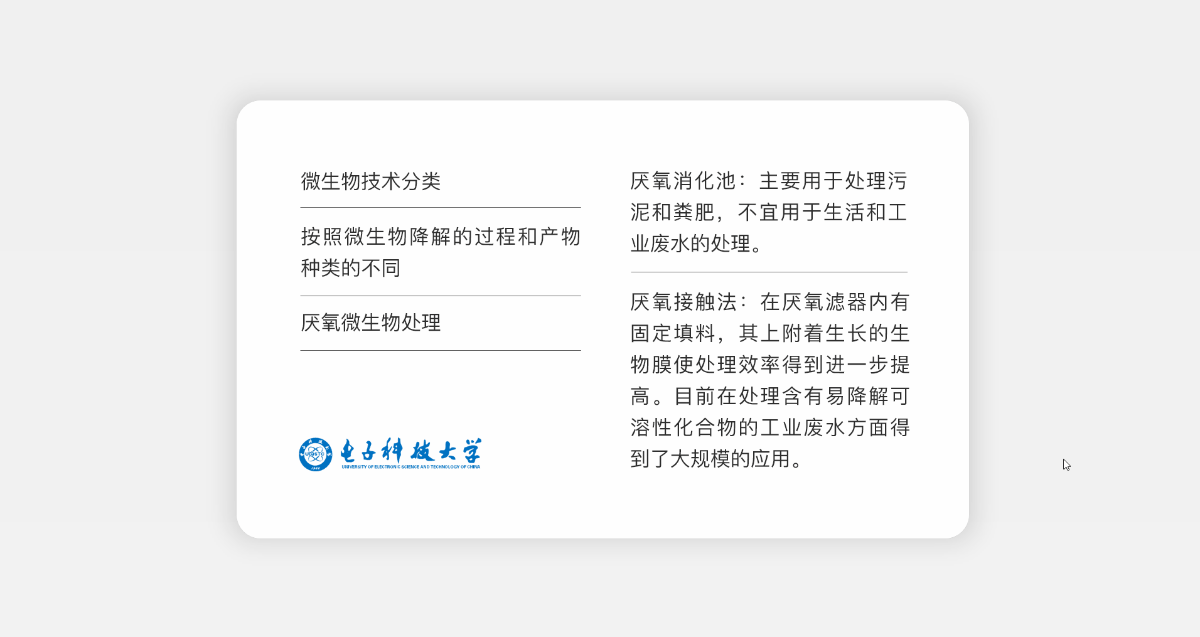 微生物技术分类
按照微生物降解的过程和产物
种类的不同
厌氧微生物处理
电子科技大学
UNIVERSITY OF ELECTRONIC SCIENCE AND TECHNOLOGY OF CHINA
厌氧消化池：主要用于处理污
泥和粪肥，不宜用于生活和工
业废水的处理。
厌氧接触法：在厌氧滤器内有
固定填料，其上附着生长的生
物膜使处理效率得到进一步提
高。目前在处理含有易降解可
溶性化合物的工业废水方面得
到了大规模的应用。